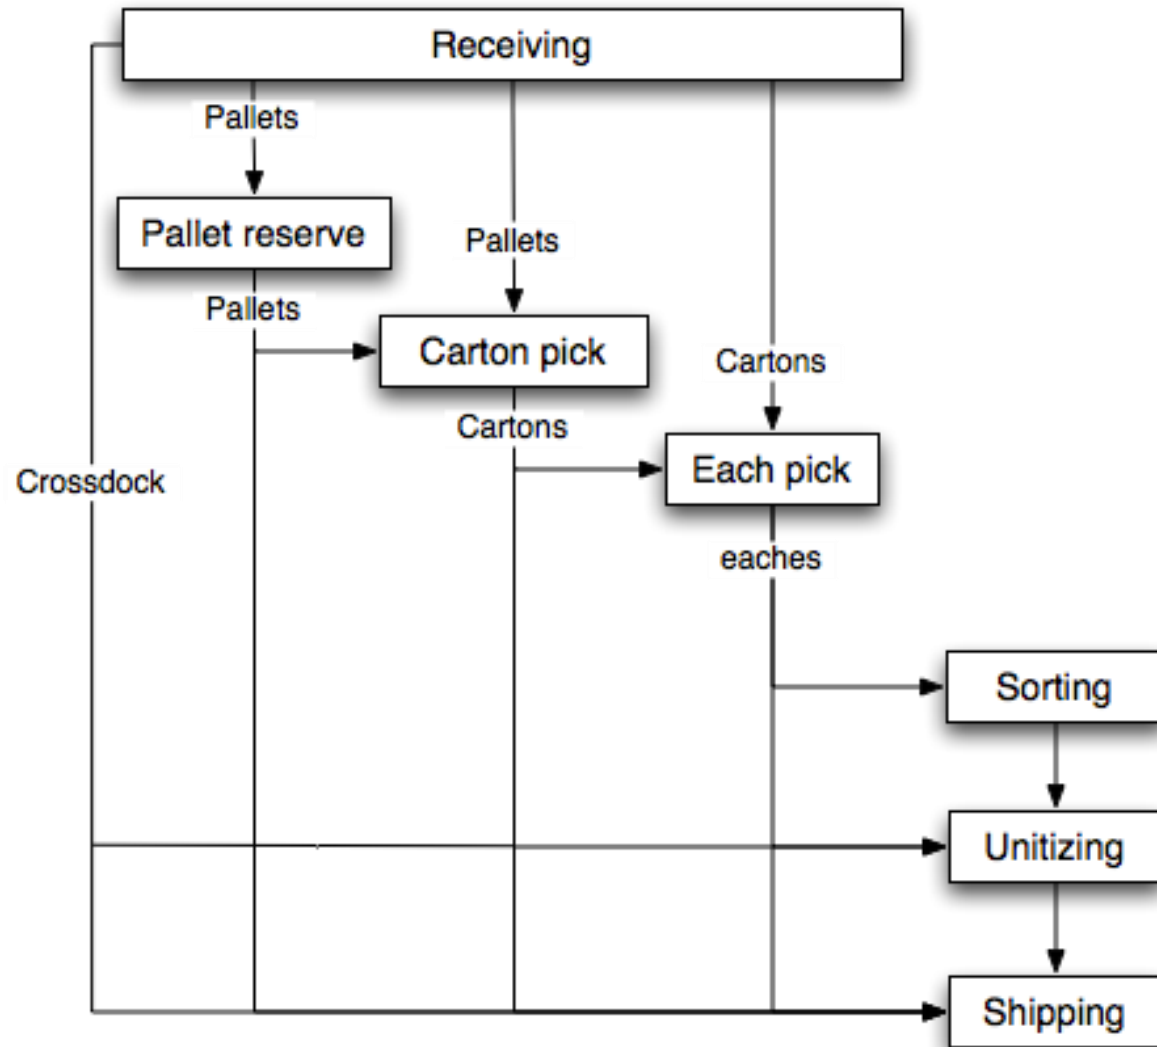 Receiving
Pallets
Pallet reserve
Pallets
Pallets
Carton pick
Cartons
Cartons
Each pick
Crossdock
eaches
Sorting
Unitizing
Shipping